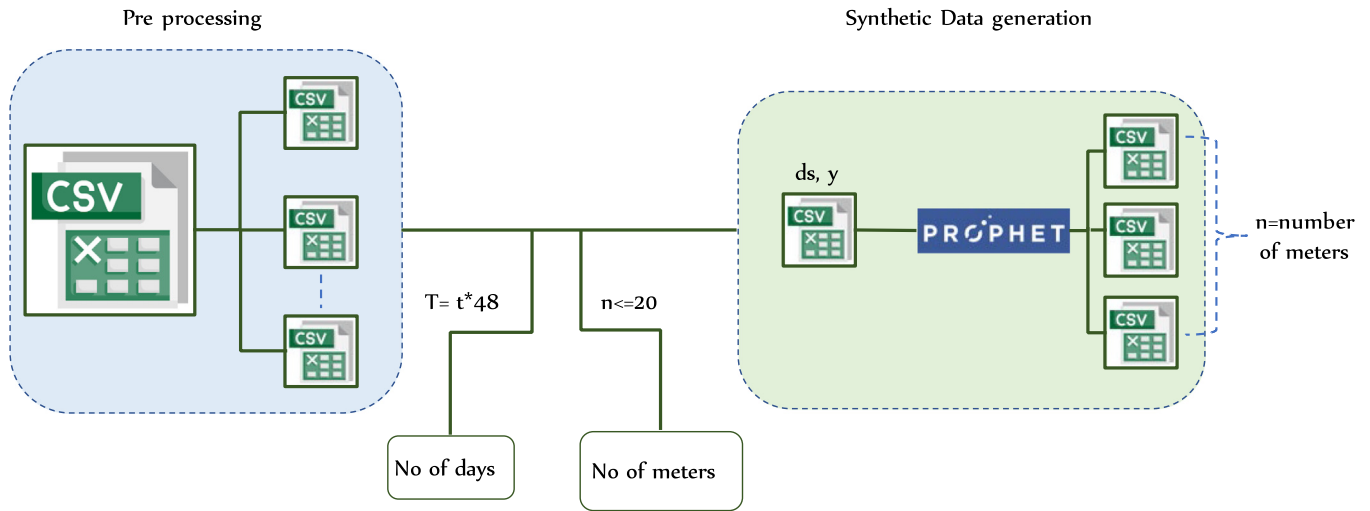 Pre processing
Synthetic Data generation
CSV
CSV
CSV
CSV
T= t*48
n<=20
No of days
No of meters
ds, y
CSV
PROPHET
CSV
CSV
CSV
n=number
of meters